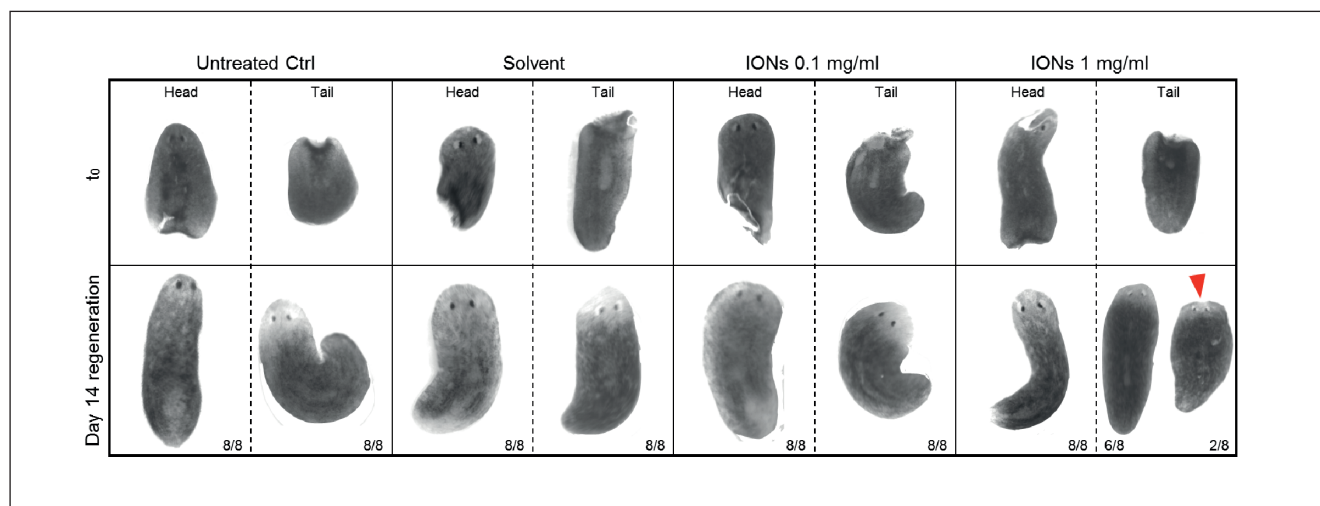 Untreated Ctrl Solvent IONs 0.1 mg/ml IONs 1 mg/ml
Head Tail Head Tail Head Tail Head Tail
t0
Day 14 regeneration
8/8 8/8 8/8 8/8 8/8 8/8 8/8 6/8 2/8